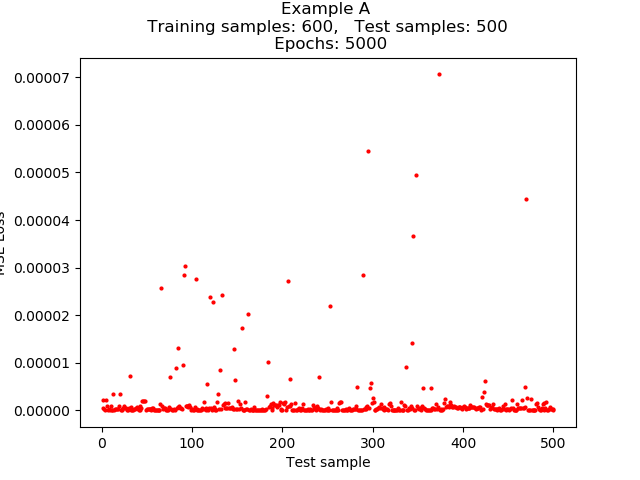 Example A
Training samples: 600,   Test samples: 500
Epochs: 5000
0.00007
0.00006
0.00005
0.00004
0.00003
0.00002
0.00001
0.00000
MSE Loss
0 100 200 300 400 500
Test sample